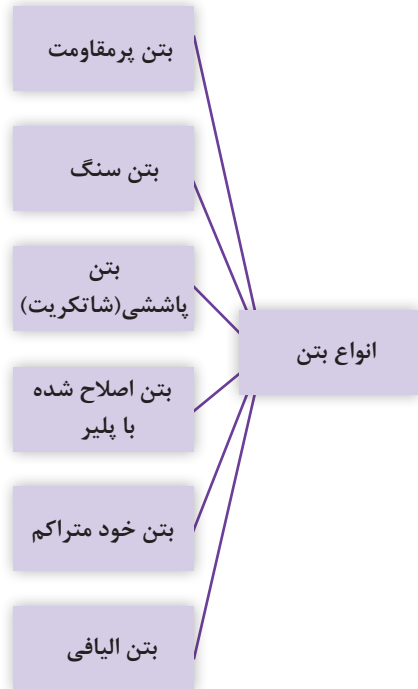 انواع بتن
بتن پرمقاومت
بتن سنگ
بتن
پاششی(شاتکریت)
بتن اصلاح شده
با پلیر
بتن خود متراکم
بتن الیافی